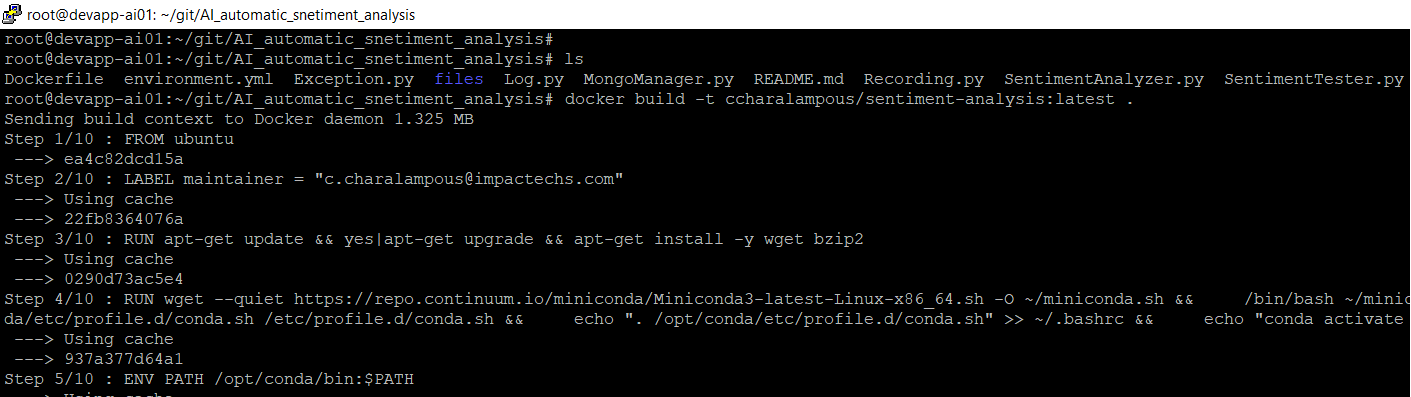 root@devapp-ai01: ~/git/AI_automatic_snetiment_analysis
root@devapp-ai01:~/git/AI_automatic_snetiment_analysis#
root@devapp-ai01:~/git/AI_automatic_snetiment_analysis# ls
Dockerfile  environment.yml  Exception.py  files  Log.py  MongoManager.py  README.md  Recording.py  SentimentAnalyzer.py  SentimentTester.py
root@devapp-ai01:~/git/AI_automatic_snetiment_analysis# docker build -t ccharalampous/sentiment-analysis:latest .
Sending build context to Docker daemon 1.325 MB
Step 1/10 : FROM ubuntu
 ---> ea4c82dcd15a
Step 2/10 : LABEL maintainer = "c.charalampous@impactechs.com"
 ---> Using cache
 ---> 22fb8364076a
Step 3/10 : RUN apt-get update && yes|apt-get upgrade && apt-get install -y wget bzip2
 ---> Using cache
 ---> 0290d73ac5e4
Step 4/10 : RUN wget --quiet https://repo.continuum.io/miniconda/Miniconda3-latest-Linux-x86_64.sh -O ~/miniconda.sh &&     /bin/bash ~/minic
da/etc/profile.d/conda.sh /etc/profile.d/conda.sh &&     echo ". /opt/conda/etc/profile.d/conda.sh" >> ~/.bashrc &&     echo "conda activate
 ---> Using cache
 ---> 937a377d64a1
Step 5/10 : ENV PATH /opt/conda/bin:$PATH
 ---> Using cache